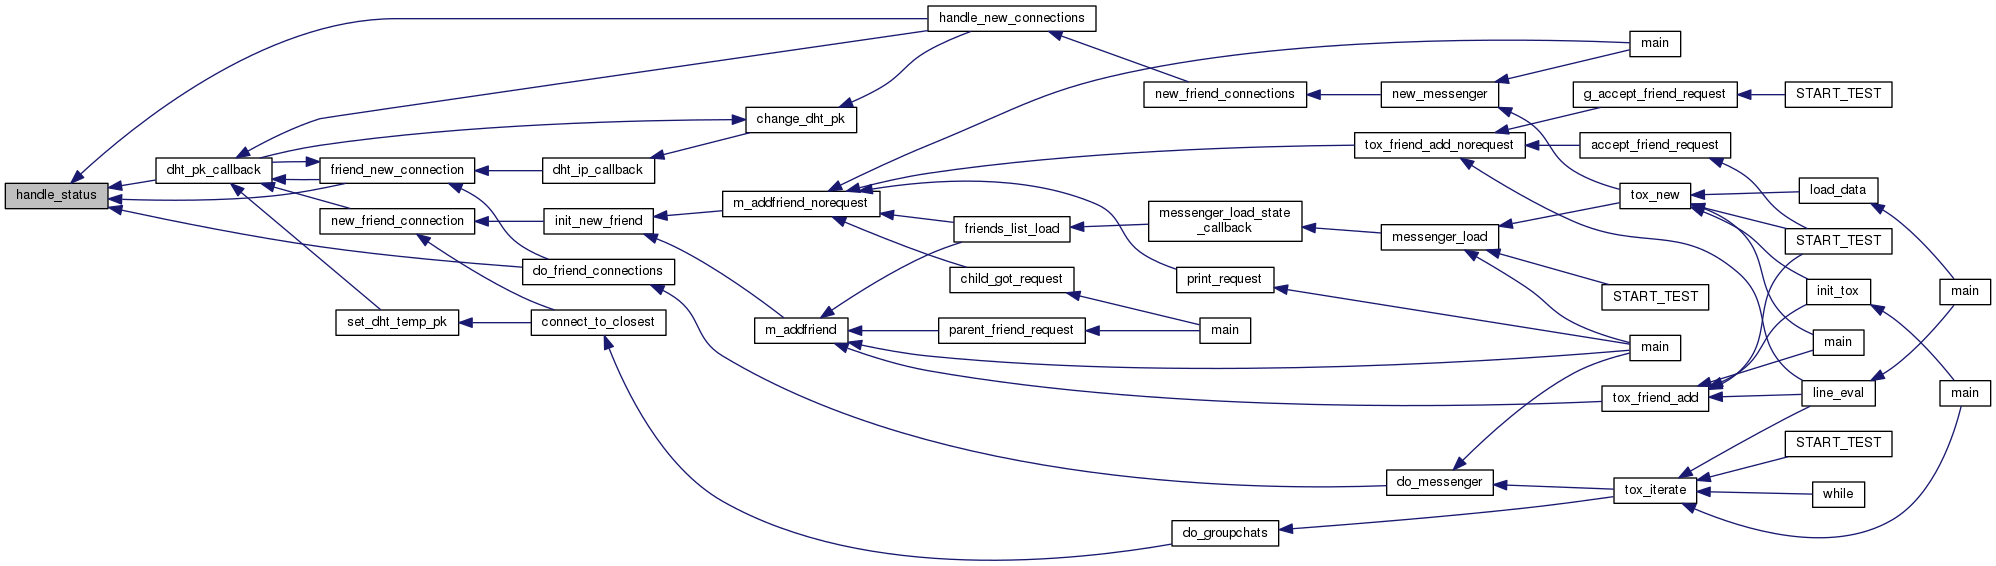 handle_new_connections
main
new_friend_connections
new_messenger
g_accept_friend_request
START_TEST
change_dht_pk
tox_friend_add_norequest
accept_friend_request
dht_pk_callback
friend_new_connection
dht_ip_callback
handle_status
m_addfriend_norequest
tox_new
load_data
new_friend_connection
init_new_friend
friends_list_load
messenger_load_state
_callback
messenger_load
START_TEST
do_friend_connections
child_got_request
print_request
START_TEST
init_tox
main
set_dht_temp_pk
connect_to_closest
m_addfriend
parent_friend_request
main
main
main
tox_friend_add
line_eval
main
START_TEST
do_messenger
tox_iterate
while
do_groupchats